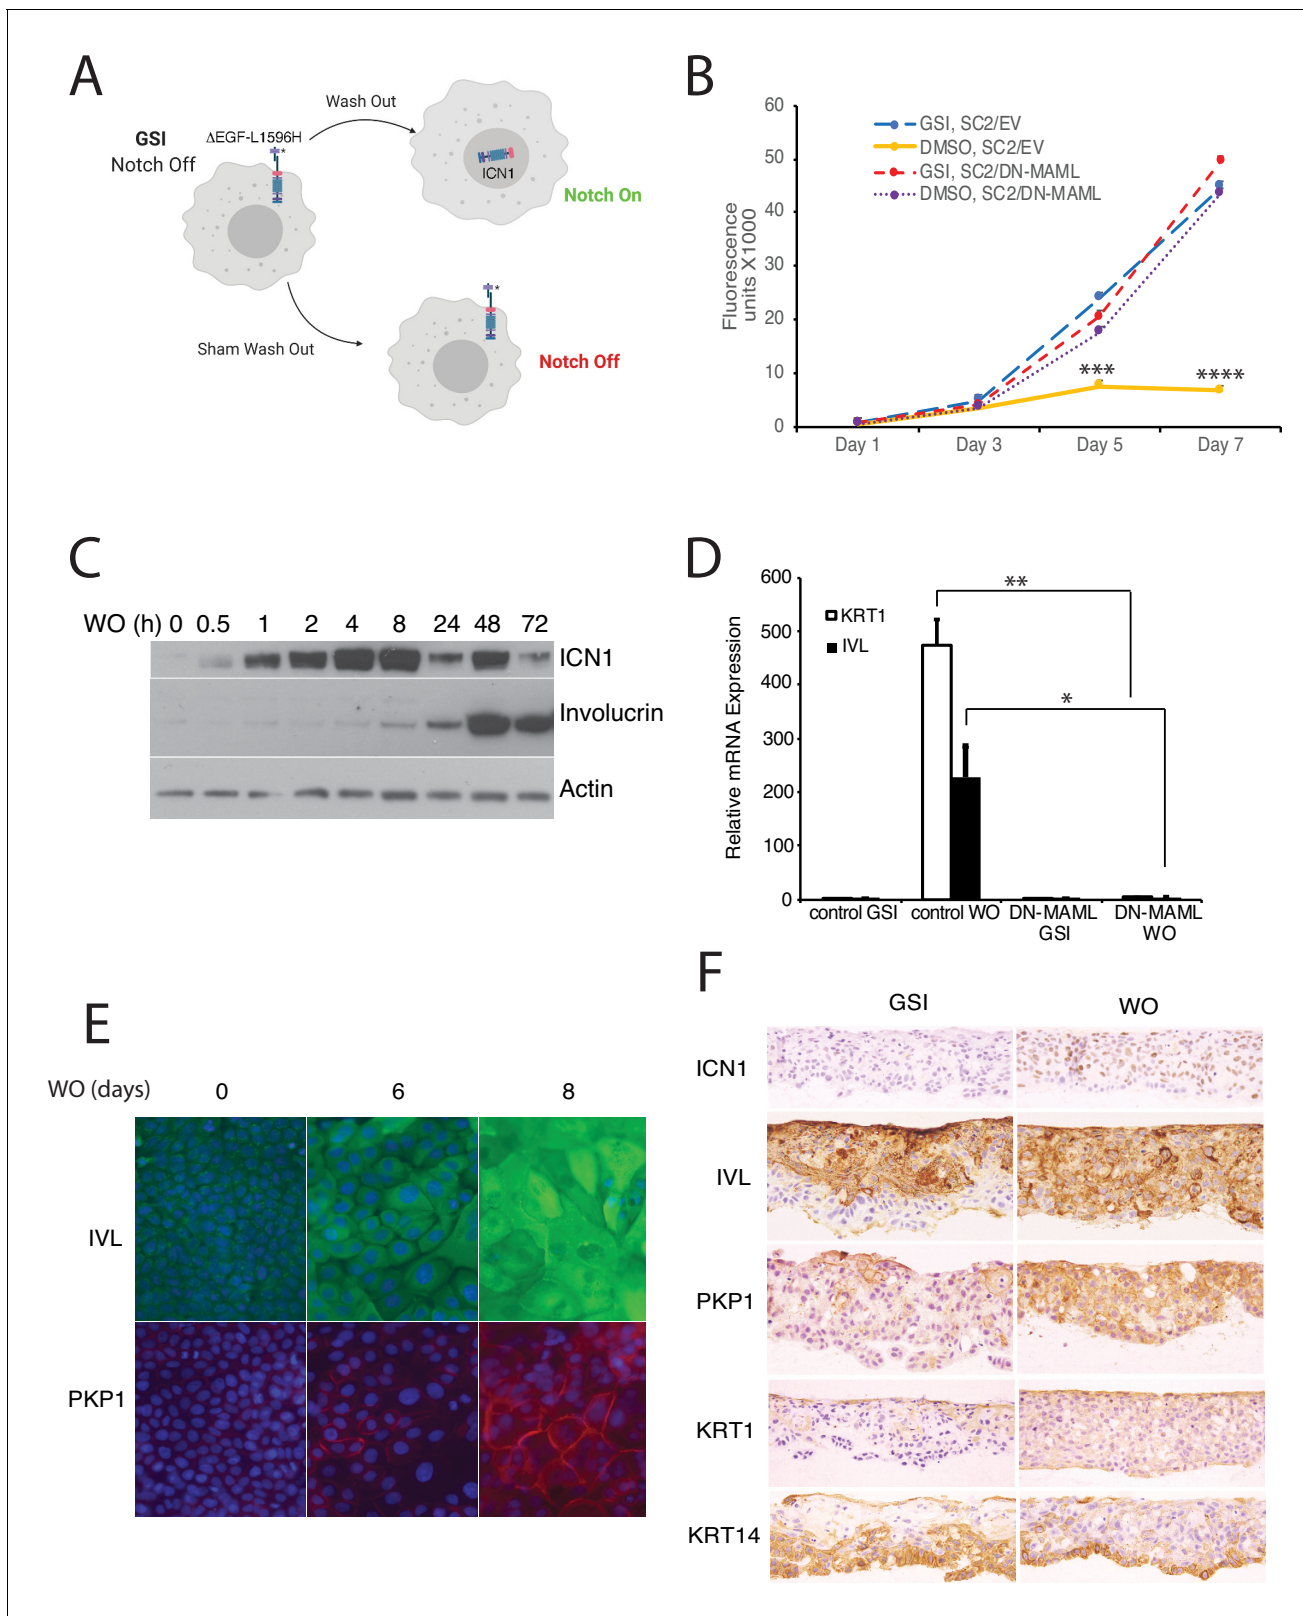 A
GSI
Notch Off
ΔEGF-L1596H
*
Wash Out
ICN1
Notch On
Sham Wash Out
*
Notch Off
B
60
50
40
30
20
10
0
Fluorescence
units X1000
GSI, SC2/EV
DMSO, SC2/EV
GSI, SC2/DN-MAML
DMSO, SC2/DN-MAML
***
****
Day 1 Day 3 Day 5 Day 7
C
WO (h) 0 0.5 1 2 4 8 24 48 72
ICN1
Involucrin
Actin
D
600
500
400
300
200
100
0
Relative mRNA Expression
KRT1
IVL
**
*
control GSI control WO DN-MAML GSI DN-MAML WO
E
WO (days) 0 6 8
IVL
PKP1
F
GSI WO
ICN1
IVL
PKP1
KRT1
KRT14